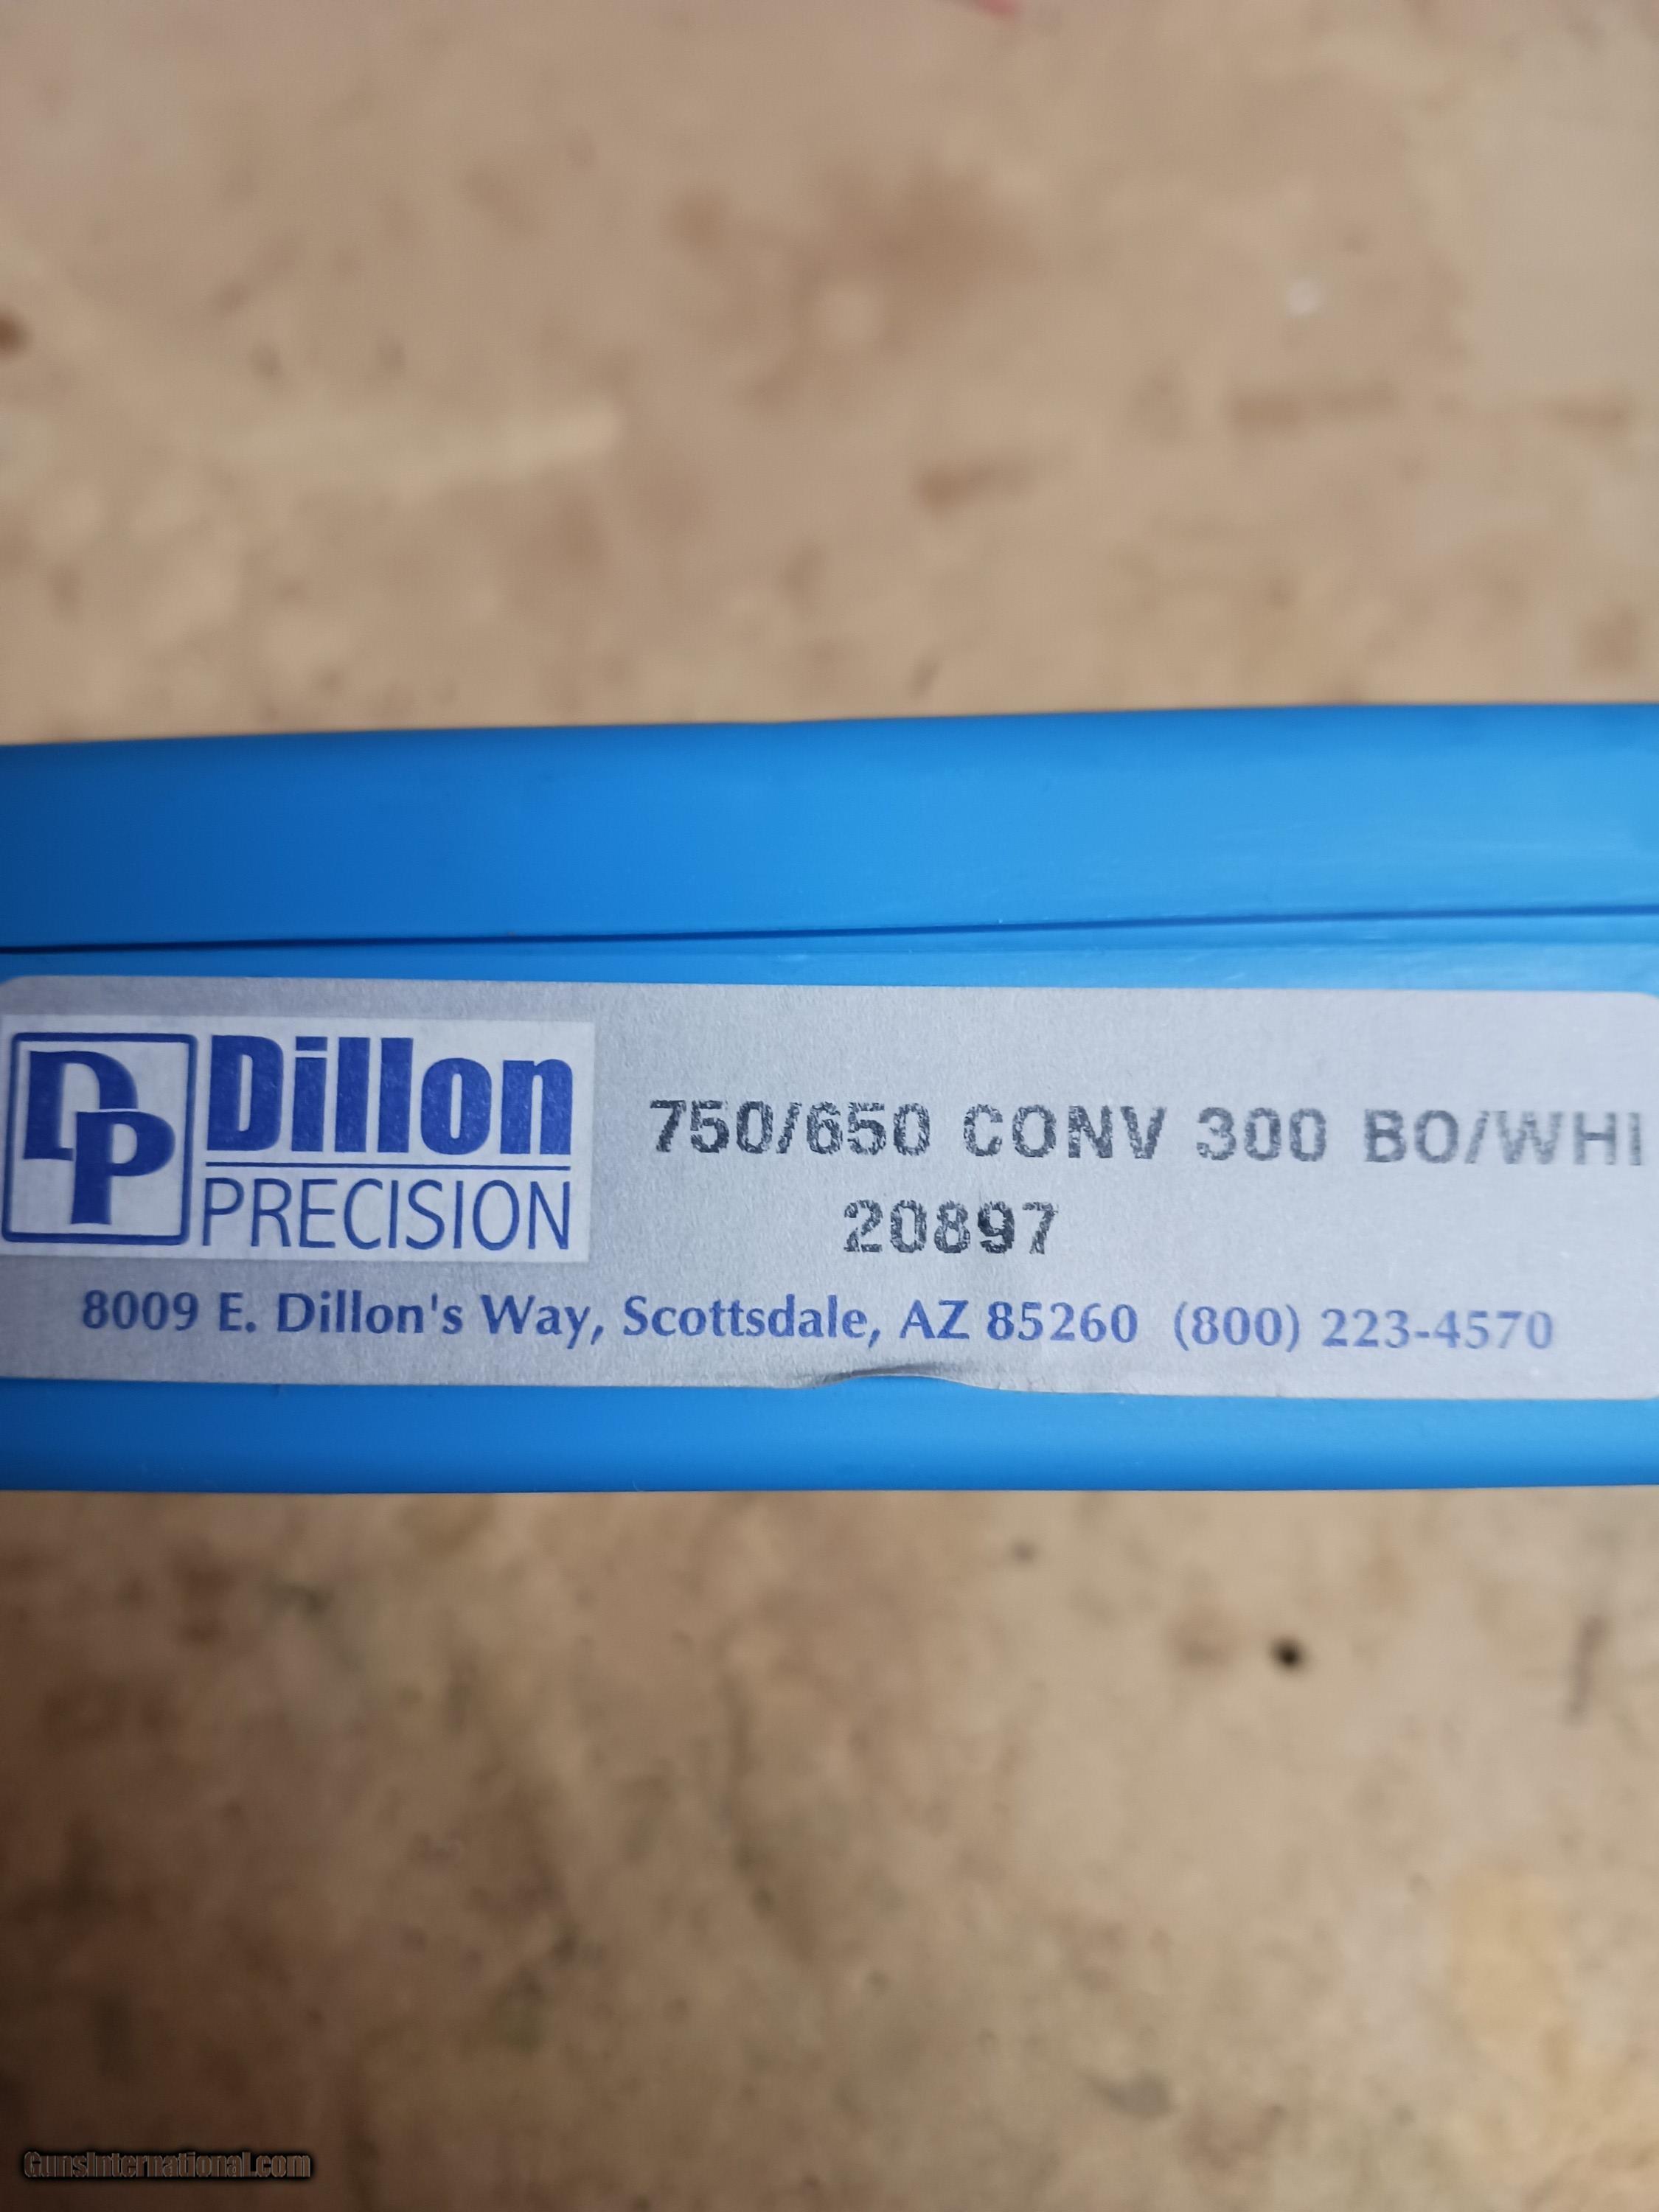 DP Dillon
PRECISION
750/650 CONV 300 BO/WHI
20897
8009 E. Dillon's Way, Scottsdale, AZ 85260 (800) 223-4570
GunsInternational.com